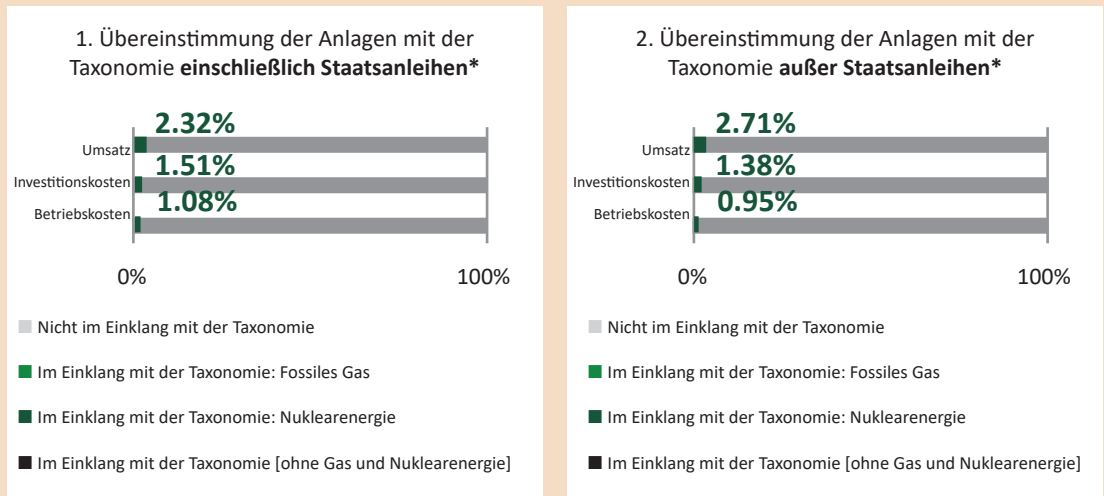 1. Übereinstimmung der Anlagen mit der
Taxonomie einschließlich Staatsanleihen*
2.32%
Umsatz
1.51%
Investitionskosten
1.08%
Betriebskosten
0%
100%
Nicht im Einklang mit der Taxonomie
Im Einklang mit der Taxonomie: Fossiles Gas
Im Einklang mit der Taxonomie: Nuklearenergie
Im Einklang mit der Taxonomie [ohne Gas und Nuklearenergie]
2. Übereinstimmung der Anlagen mit der
Taxonomie außer Staatsanleihen*
2.71%
Umsatz
1.38%
Investitionskosten
0.95%
Betriebskosten
0%
100%
Nicht im Einklang mit der Taxonomie
Im Einklang mit der Taxonomie: Fossiles Gas
Im Einklang mit der Taxonomie: Nuklearenergie
Im Einklang mit der Taxonomie [ohne Gas und Nuklearenergie]